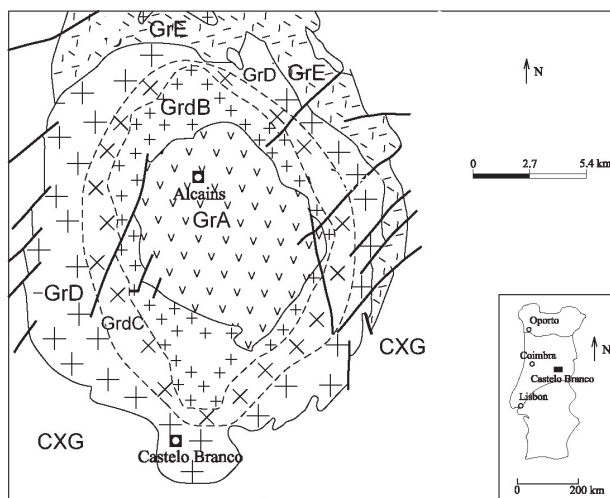 GrE
GrD
GrE
GrdB
Alcains
GrA
GrD
GrdC
CXG
CXG
Castelo Branco
N
0 2.7 5.4 km
Oporto
N
Coimbra
Castelo Branco
Lisbon
0 200 km